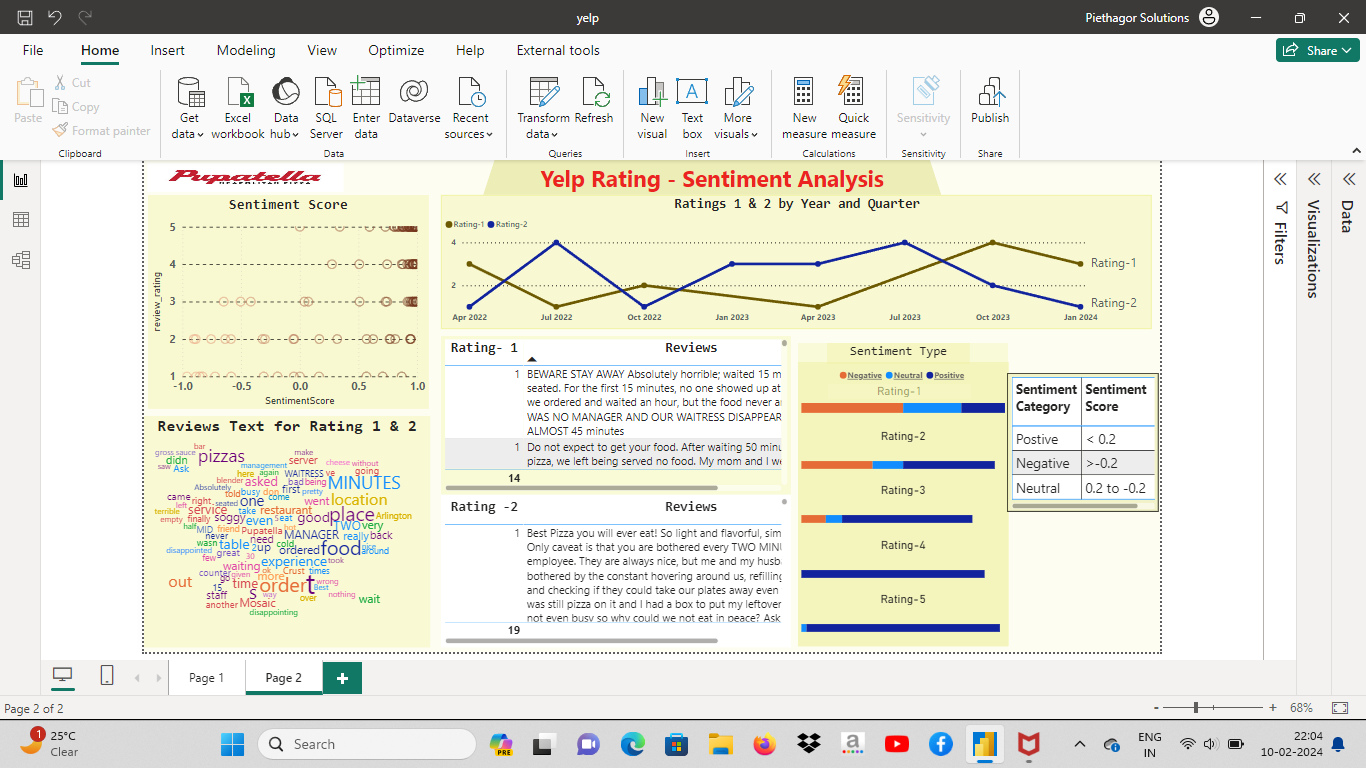 yelp
Piethagor Solutions
File Home Insert Modeling View Optimize Help External tools
Share
Paste
Cut
Copy
Format painter
Clipboard
Get data
Excel workbook
Data hub
SQL Server
Enter data
Dataverse
Recent sources
Data
Transform data
Refresh
Queries
New visual
Text box
More visuals
Insert
New measure
Quick measure
Calculations
Sensitivity
Sensitivity
Publish
Share
Pupatella
Yelp Rating - Sentiment Analysis
Sentiment Score
review_rating
5
4
3
2
1
-1.0 -0.5 0.0 0.5 1.0
SentimentScore
Ratings 1 & 2 by Year and Quarter
Rating-1 Rating-2
4
2
Rating-1
Rating-2
Apr 2022 Jul 2022 Oct 2022 Jan 2023 Apr 2023 Jul 2023 Oct 2023 Jan 2024
Reviews Text for Rating 1 & 2
bar
gross sauce
pizzas
make
server
didn
saw
Ask
management
cheese
without
here
again
WAITRESS
ve
going
blender
asked
bad
being
MINUTES
Absolutely
told
busy
don
first
pretty
came
left
right
seated
one
come
went
location
terrible
service
take
restaurant
empty
finally
soggy
even
seat
good
place
Arlington
half
MID
friend
Pupatella
hot
TWO
very
never
need
MANAGER
really
back
wasn
table
2
up
cold
ordered
food
nice
around
disappointed
great
30
few
waiting
experience
took
counter
given
go
ok
Crust
times
out
15
time
more
order
t
wrong
Best
staff
s
way
over
nothing
wait
another
Mosaic
disappointing
Rating- 1 Reviews
1 BEWARE STAY AWAY Absolutely horrible; waited 15 m
seated. For the first 15 minutes, no one showed up at
we ordered and waited an hour, but the food never a
WAS NO MANAGER AND OUR WAITRESS DISAPPEAR
ALMOST 45 minutes
1 Do not expect to get your food. After waiting 50 minu
pizza, we left being served no food. My mom and I we
14
Rating -2 Reviews
1 Best Pizza you will ever eat! So light and flavorful, sim
Only caveat is that you are bothered every TWO MINU
employee. They are always nice, but me and my husb
bothered by the constant hovering around us, refilling
and checking if they could take our plates away even
was still pizza on it and I had a box to put my leftover
not even busy so why could we not eat in peace? Ask
19
Sentiment Type
Negative Neutral Positive
Rating-1
Rating-2
Rating-3
Rating-4
Rating-5
Sentiment Category Sentiment Score
Postive < 0.2
Negative >-0.2
Neutral 0.2 to -0.2
Filters
Visualizations
Data
Page 1 Page 2
Page 2 of 2
- + 68%
1
25°C
Clear
Search
PRE
a
ENG
IN
22:04
10-02-2024